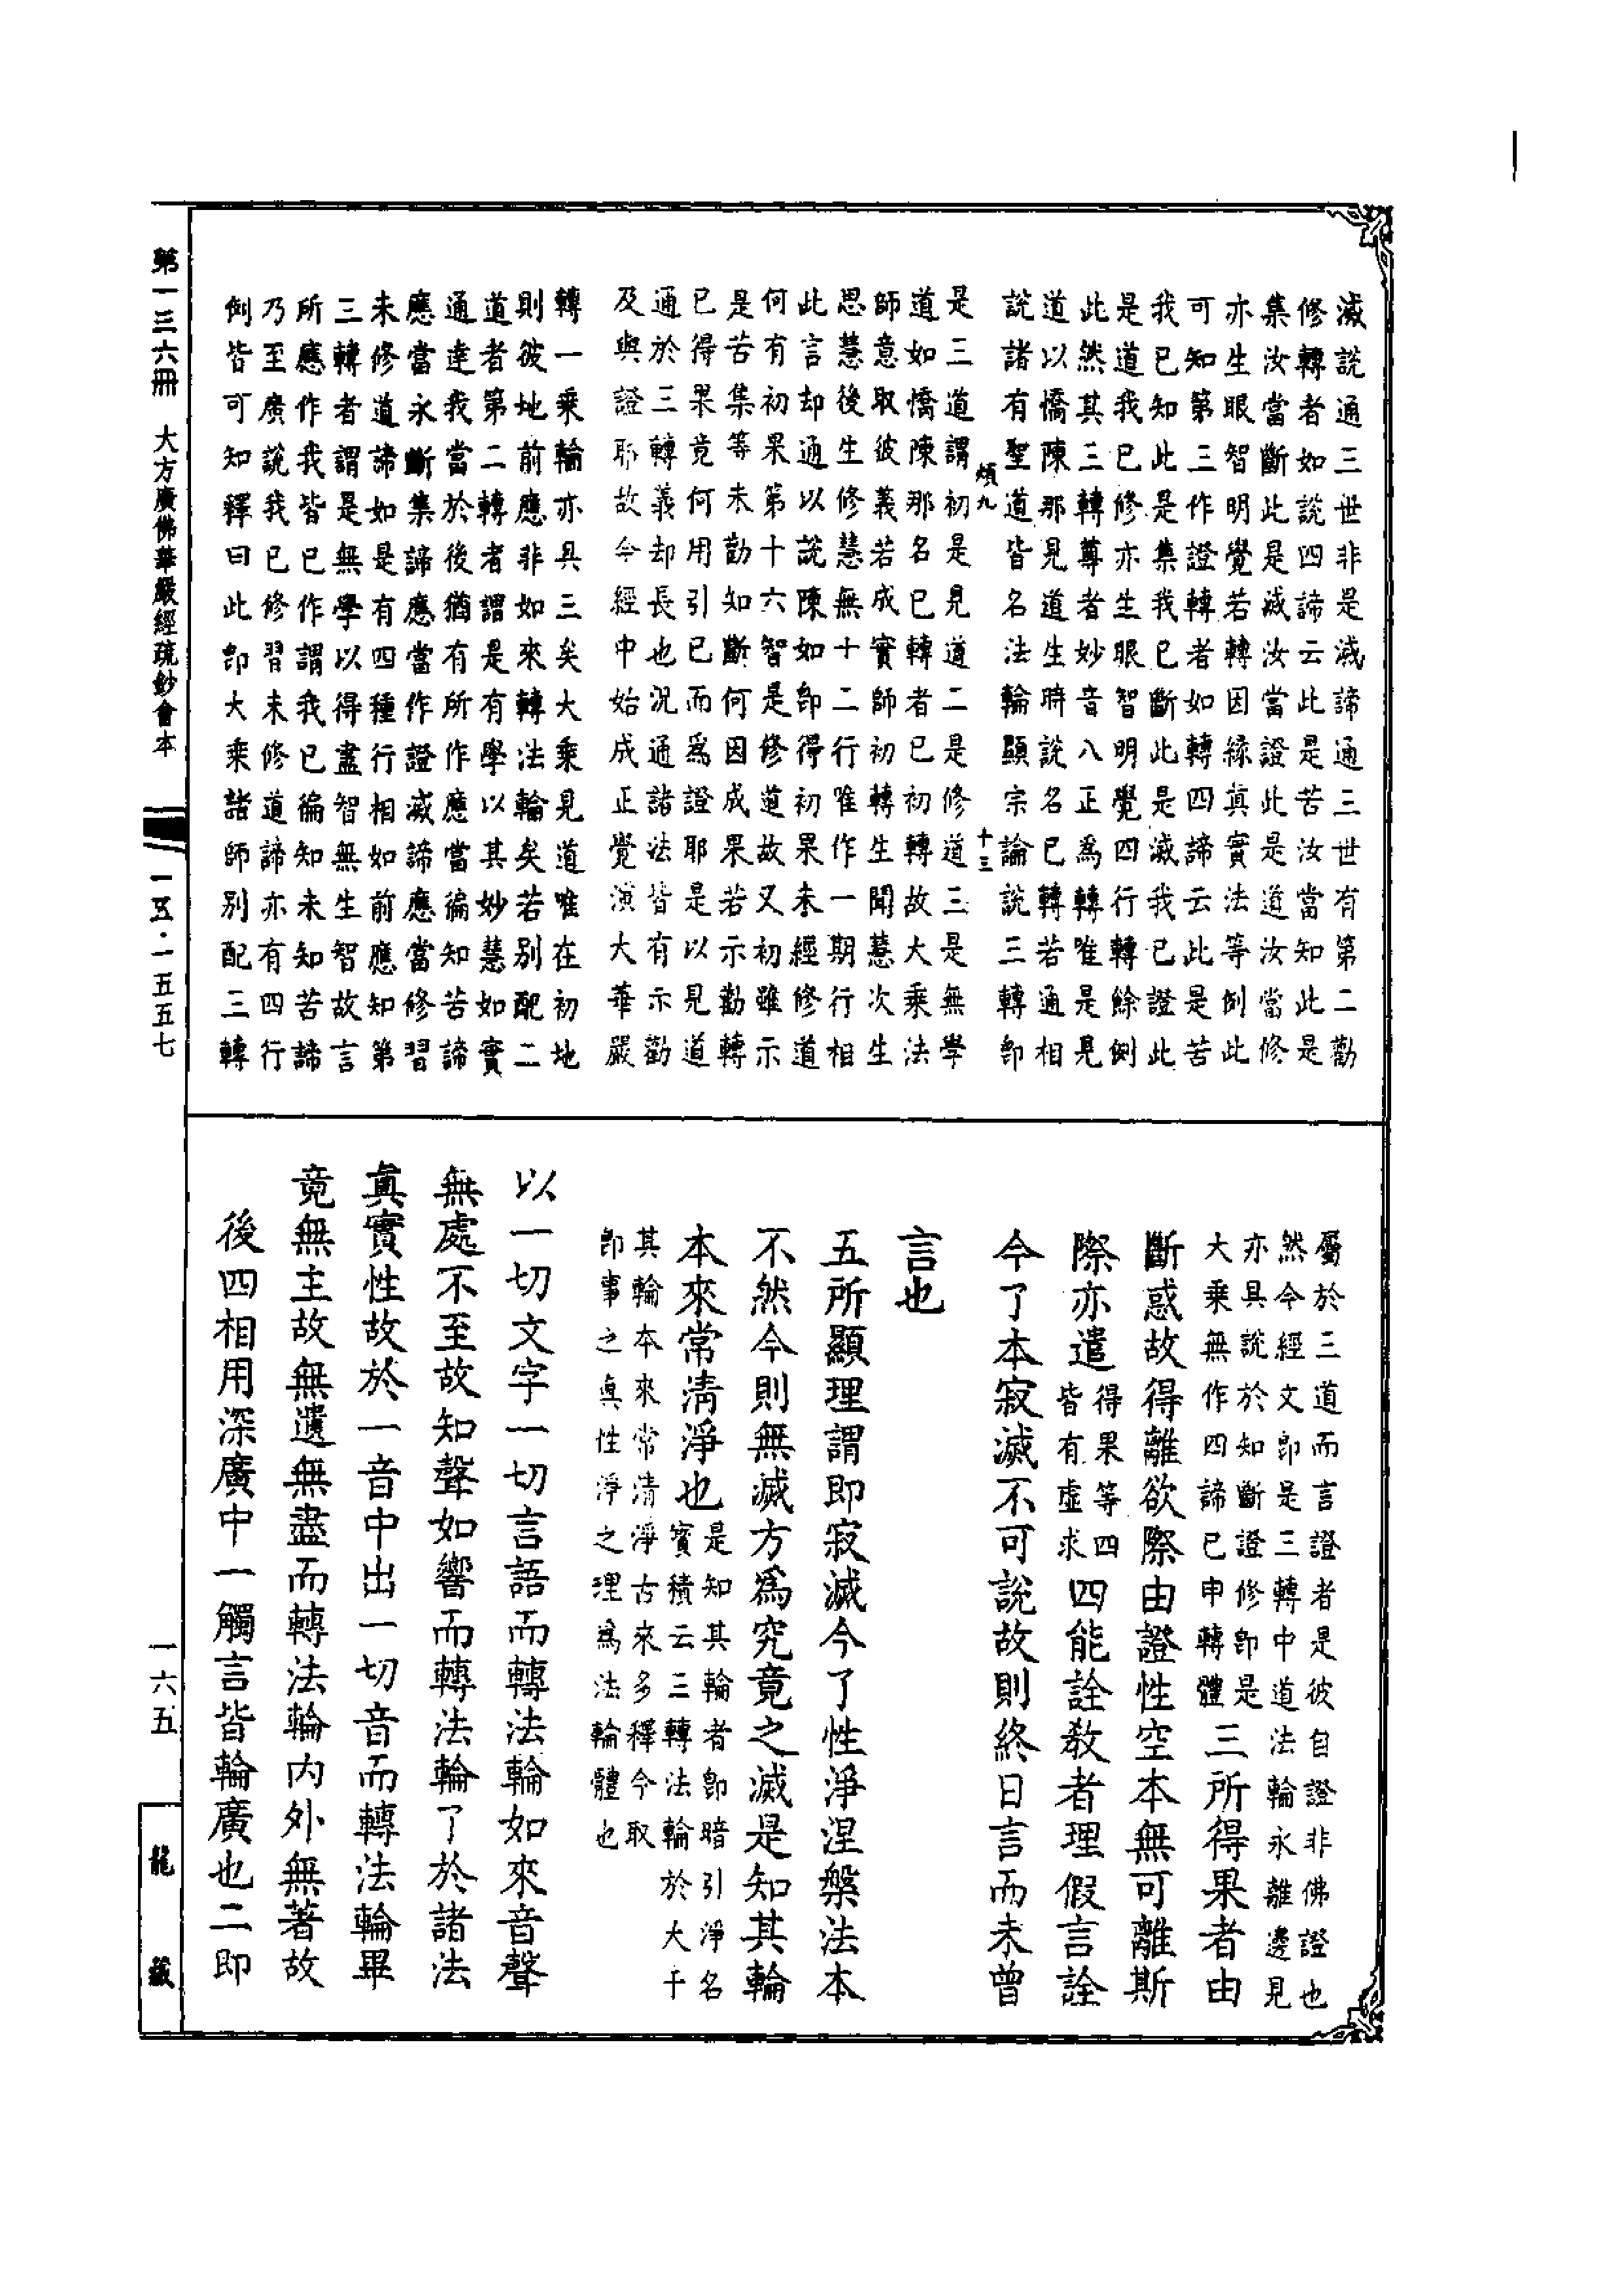 滅說通三世非是滅諦通三世有第二勸
修轉者如說四諦云此是苦汝當知此是
集汝當斷此是滅汝當證此是道汝當修
亦生眼智明覺若轉因緣真實法等例此
可知第三作證轉者如轉四諦云此是苦
我已知此是集我已斷此是滅我已證此
是道我已修亦生眼智明覺四行轉餘例
此然其三轉尊者妙音八正為轉唯是見
道以憍陳那見道生時說名已轉若通相
說諸有聖道皆名法輪顯宗論說三轉即
煩九 十三
是三道謂初是見道二是修道三是無學
道如憍陳那名已轉者已初轉故大乘法
師意取彼義若成實師初轉生聞慧次生
思慧後生修慧無十二行唯作一期行相
此言却通以說陳如即得初果未經修道
何有初果第十六智是修道故又初雖示
是苦集等未勸知斷何因成果若示勸轉
已得果竟何用引已而為證耶是以見道
通於三轉義却長也況通諸法皆有示勸
及與證耶故今經中始成正覺演大華嚴
轉一乘輪亦具三矣大乘見道唯在初地
則彼地前應非如來轉法輪矣若別配二
道者第二轉者謂是有學以其妙慧如實
通達我當於後猶有所作應當徧知苦諦
應當永斷集諦應當作證滅諦應當修習
未修道諦如是有四種行相如前應知第
三轉者謂是無學以得盡智無生智故言
所應作我皆已作謂我已徧知未知苦諦
乃至廣說我已修習未修道諦亦有四行
例皆可知釋曰此即大乘諸師別配三轉
屬於三道而言證者是彼自證非佛證也
然今經文即是三轉中道法輪永離邊見
亦具說於知斷證修即是
大乘無作四諦已申轉體
三所得果者由
斷惑故得離欲際由證性空本無可離斯
際亦遣
得果等四
皆有虛求
四能詮教者理假言詮
今了本寂滅不可說故則終日言而未曾
言也
五所顯理謂即寂滅今了性淨涅槃法本
不然今則無滅方為究竟之滅是知其輪
本來常清淨也
是知其輪者即暗引淨名
寶積云三轉法輪於大千
其輪本來常清淨古來多釋今取
即事之真性淨之理為法輪體也
以一切文字一切言語而轉法輪如來音聲
無處不至故知聲如響而轉法輪了於諸法
真實性故於一音中出一切音而轉法輪畢
竟無主故無遺無盡而轉法輪內外無著故
後四相用深廣中一觸言皆輪廣也二即
第一三六冊 大方廣佛華嚴經疏鈔會本
一五·一五五七
一六五
龍藏